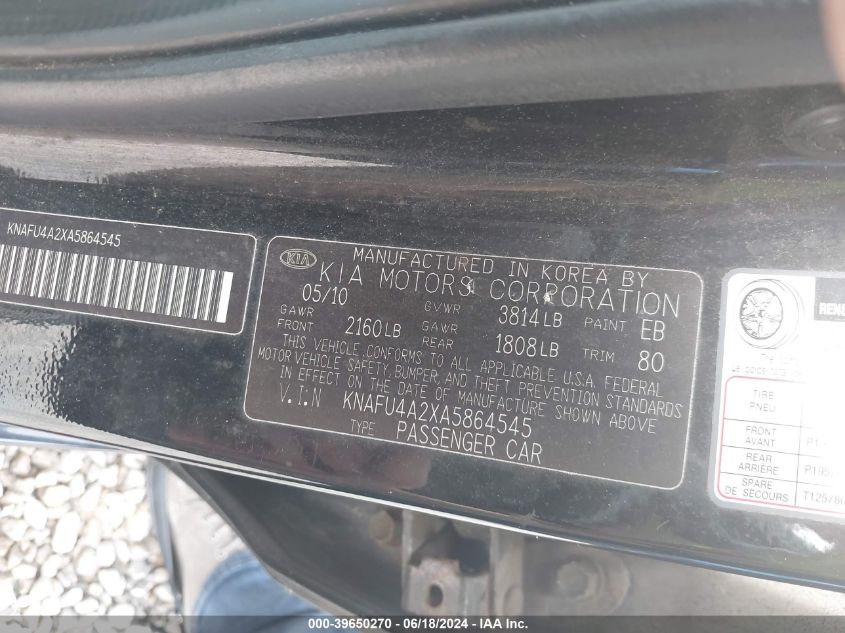 KNAFU4A2XA5864545
KIA
MANUFACTURED IN KOREA BY
KIA MOTORS CORPORATION
05/10 GVWR 3814LB PAINT EB
GAWR FRONT 2160LB GAWR REAR 1808LB TRIM 80
THIS VEHICLE CONFORMS TO ALL APPLICABLE U.S.A. FEDERAL
MOTOR VEHICLE SAFETY, BUMPER, AND THEFT PREVENTION STANDARDS
IN EFFECT ON THE DATE OF MANUFACTURE SHOWN ABOVE
V.I.N KNAFU4A2XA5864545
TYPE PASSENGER CAR
TIRE
PNEU
FRONT
AVANT
REAR
ARRIÈRE
P195/
SPARE
DE SECOURS
T125/80
000-39650270 - 06/18/2024 - IAA Inc.